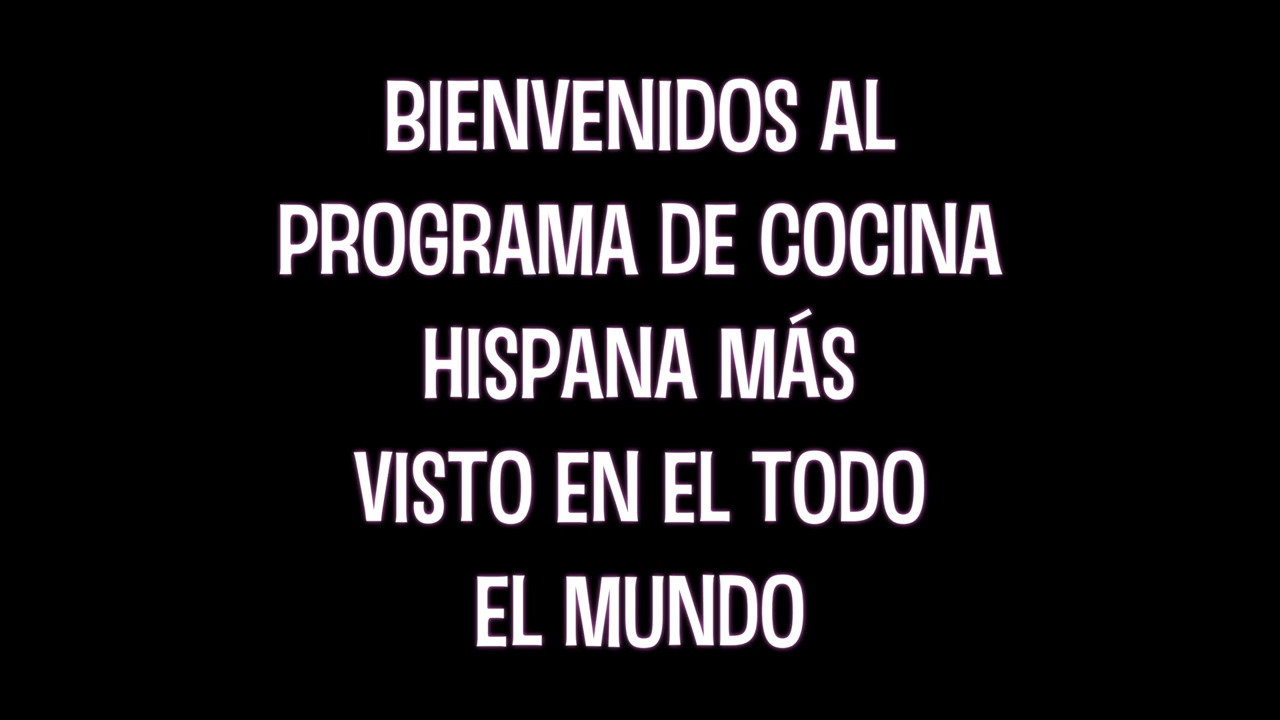 BIENVENIDOS AL
PROGRAMA DE COCINA
HISPANA MÁS
VISTO EN EL TODO
EL MUNDO